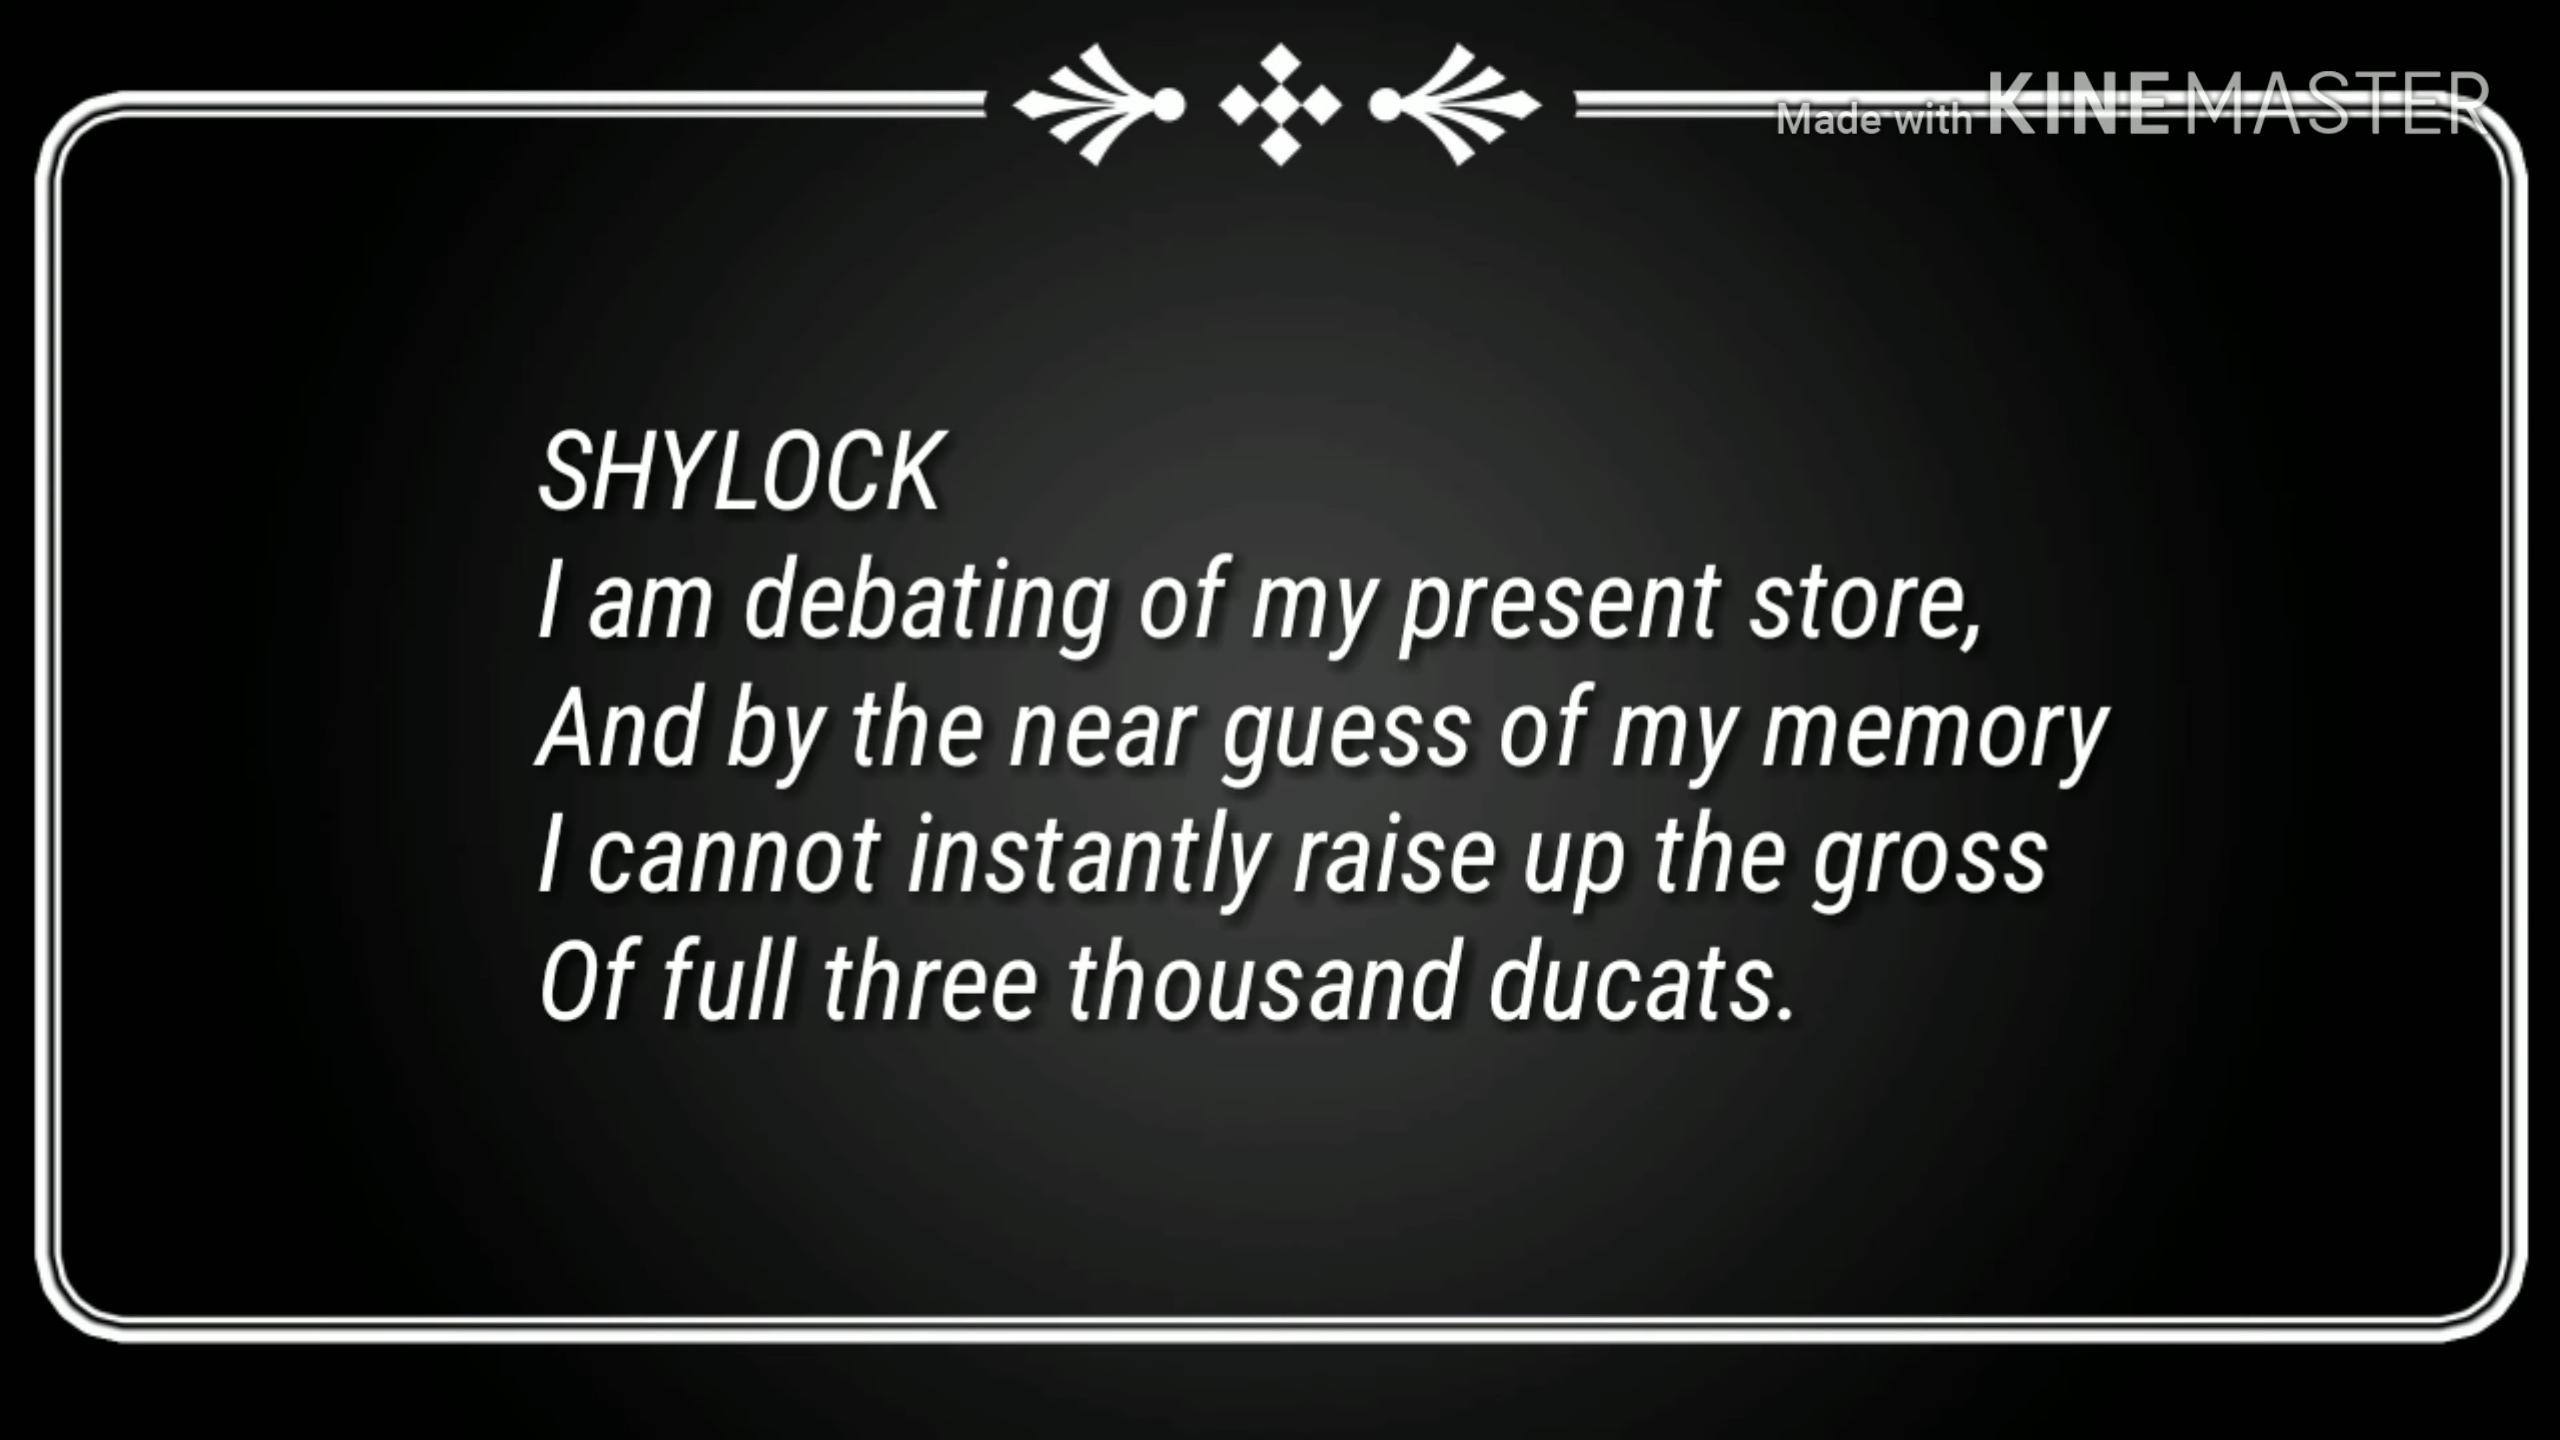 Made with KINEMASTER
SHYLOCK
I am debating of my present store,
And by the near guess of my memory
I cannot instantly raise up the gross
Of full three thousand ducats.